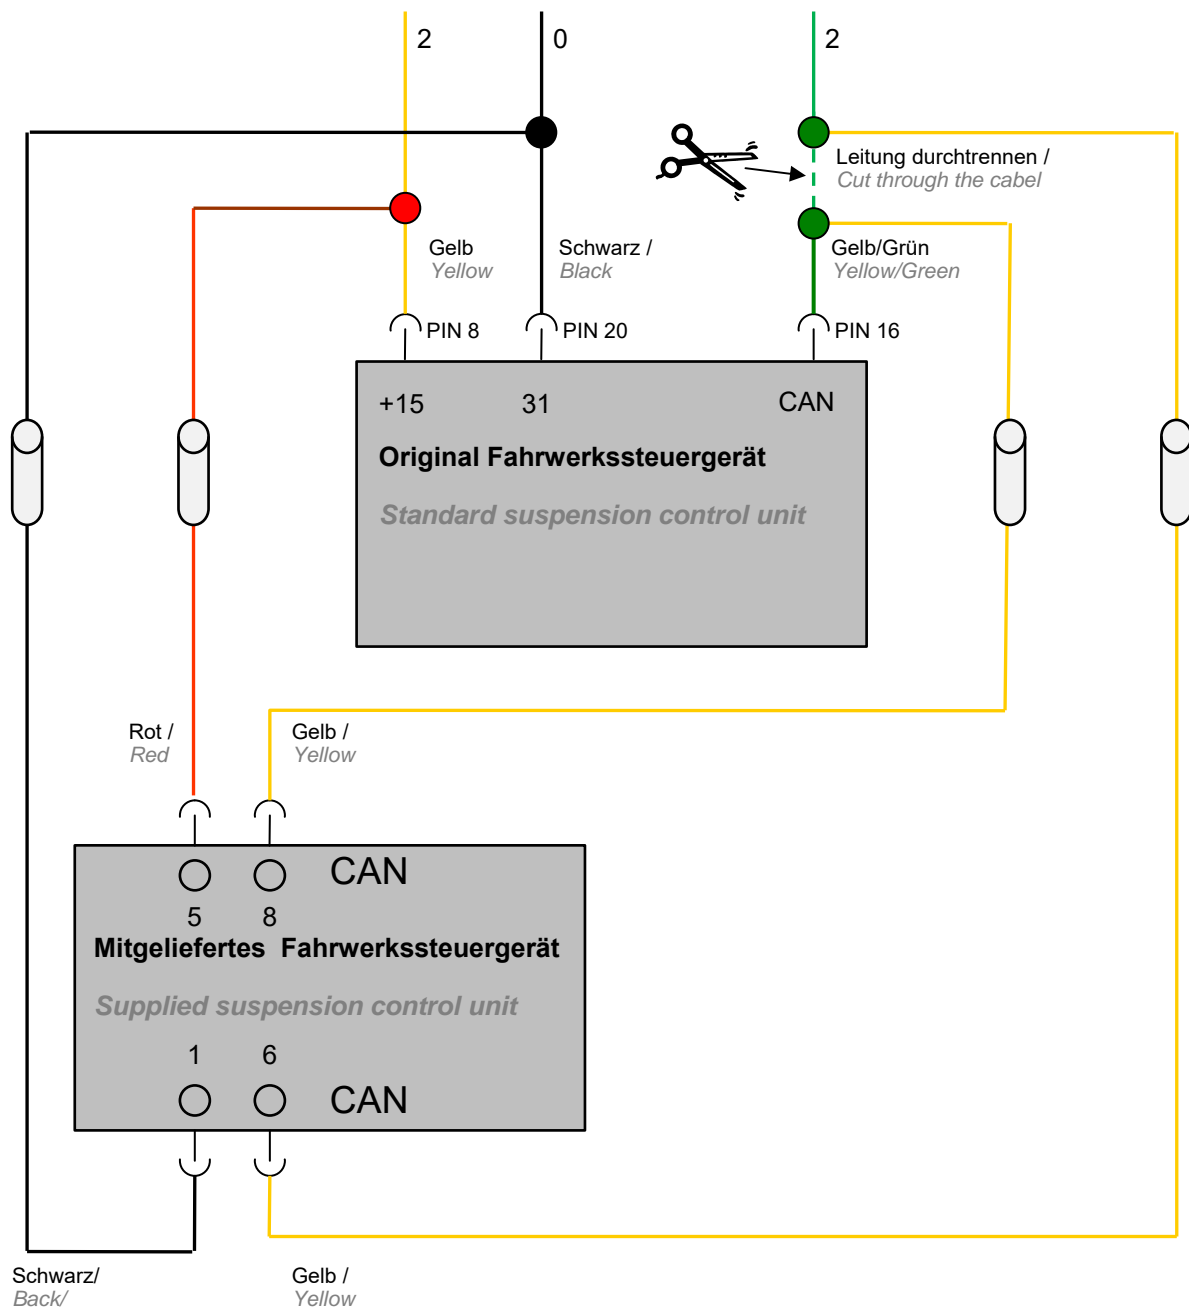 2
0
2
Leitung durchtrennen /
Cut through the cabel
Gelb
Yellow
Schwarz /
Black
Gelb/Grün
Yellow/Green
PIN 8
PIN 20
PIN 16
+15
31
CAN
Original Fahrwerkssteuergerät
Standard suspension control unit
Rot /
Red
Gelb /
Yellow
CAN
5
8
Mitgeliefertes Fahrwerkssteuergerät
Supplied suspension control unit
1
6
CAN
Schwarz/
Back/
Gelb /
Yellow